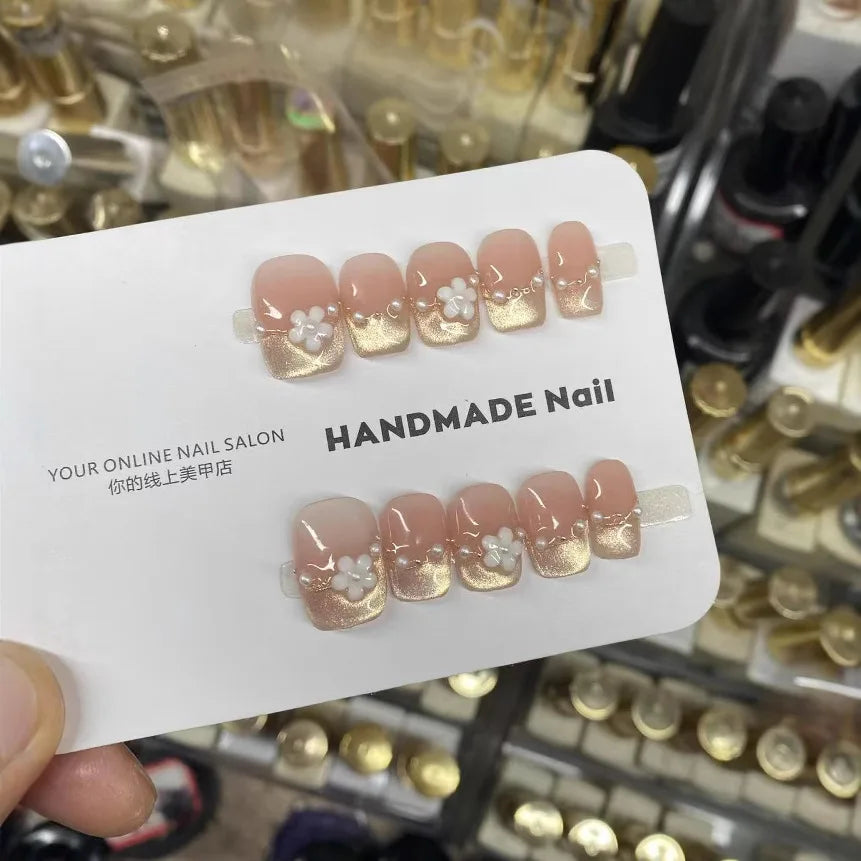 YOUR ONLINE NAIL SALON
你的线上美甲店
HANDMADE Nail